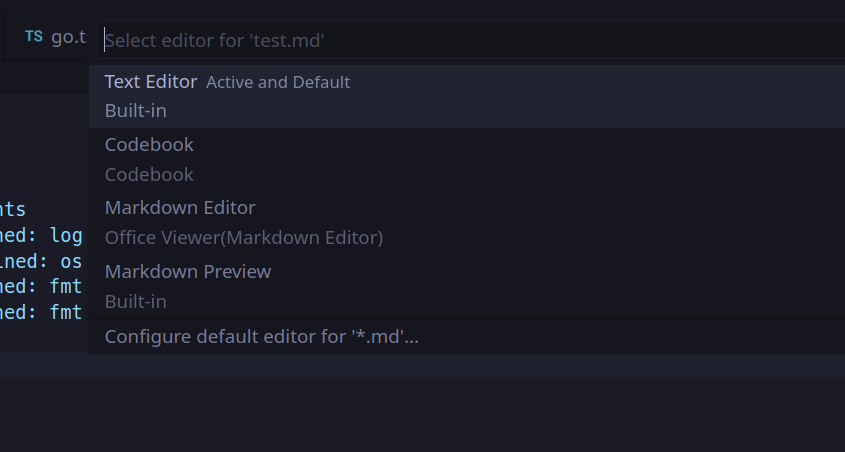 TS go.t
Select editor for 'test.md'
Text Editor Active and Default
Built-in
Codebook
Codebook
Markdown Editor
Office Viewer(Markdown Editor)
Markdown Preview
Built-in
Configure default editor for '*.md'...
nts
ned: log
ined: os
ned: fmt
ned: fmt